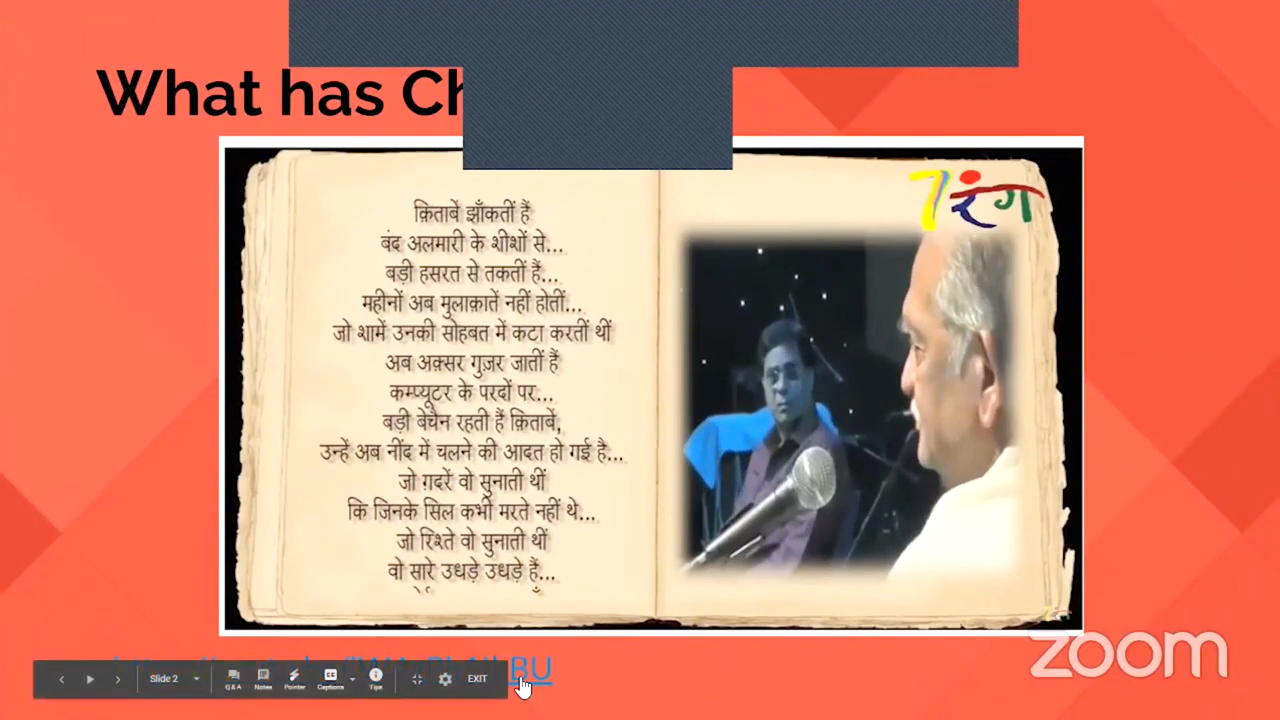 What has
क़िताबें झाँकतीं हैं
बंद अलमारी के शीशों से...
बड़ी हसरत से तकतीं हैं...
महीनों अब मुलाक़ातें नहीं होतीं...
जो शामें उनकी सोहबत में कटा करतीं थीं
अब अक़्सर गुज़र जातीं हैं
कम्प्यूटर के परदों पर...
बड़ी बेचैन रहती हैं क़िताबें,
उन्हें अब नींद में चलने की आदत हो गई है...
जो ग़दरें वो सुनाती थीं
कि जिनके सिल कभी मरते नहीं थे...
जो रिश्ते वो सुनाती थीं
वो सारे उधड़े उधड़े हैं...
7 रंग
Slide 2
Q & A
Notes
Pointer
Captions
Tips
EXIT
zoom